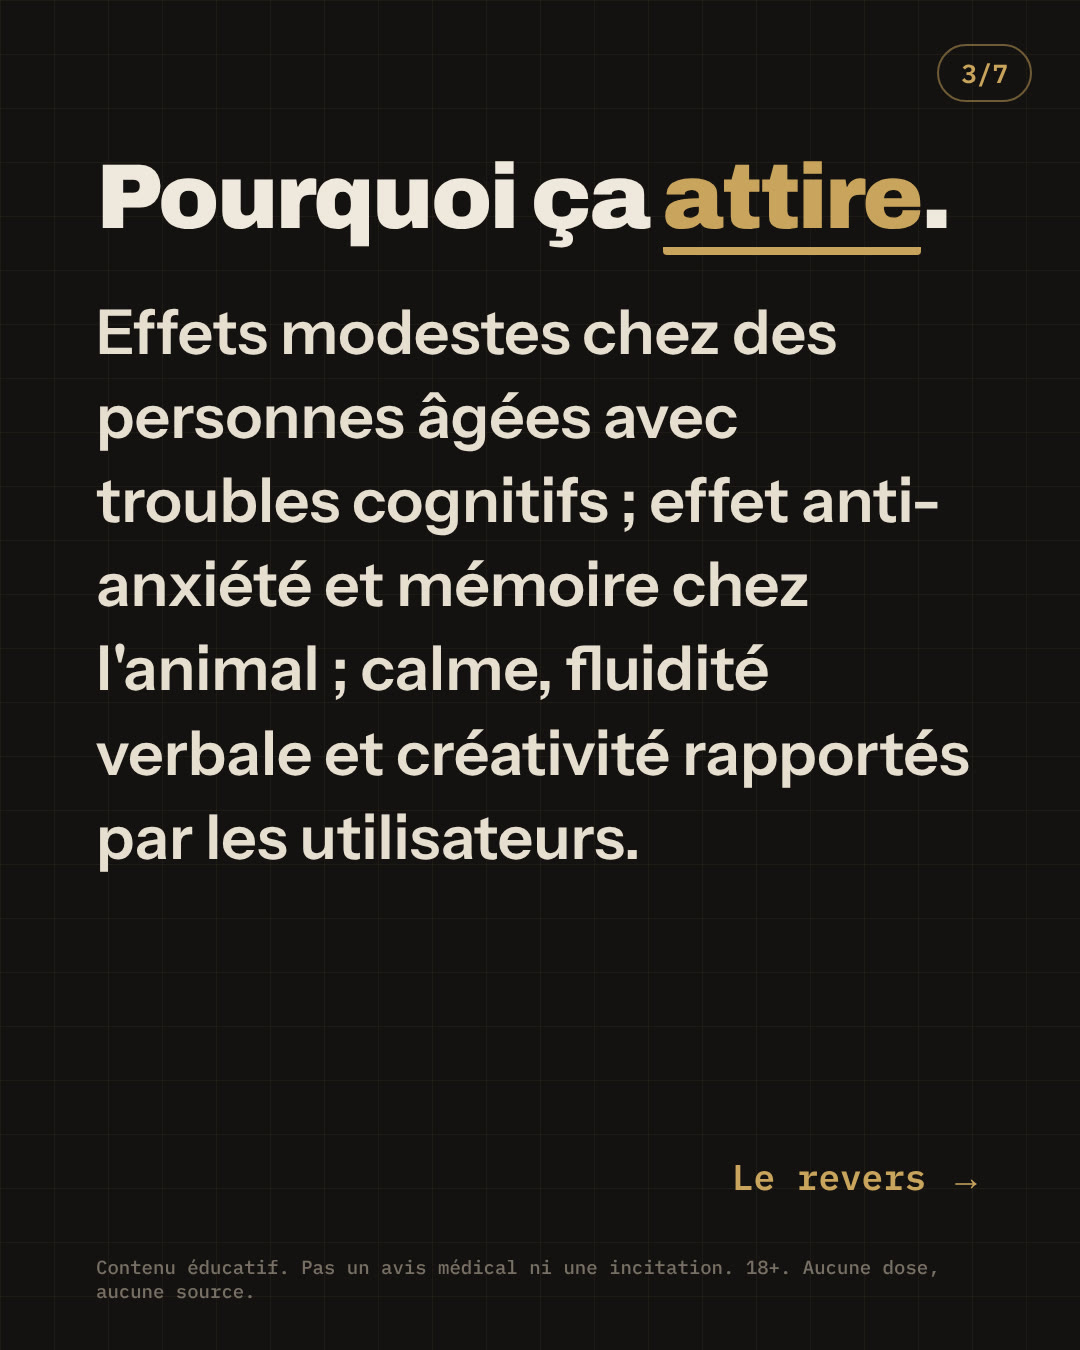 3/7
Pourquoi ça attire.
Effets modestes chez des
personnes âgées avec
troubles cognitifs ; effet anti-
anxiété et mémoire chez
l'animal ; calme, fluidité
verbale et créativité rapportés
par les utilisateurs.
Le revers →
Contenu éducatif. Pas un avis médical ni une incitation. 18+. Aucune dose,
aucune source.